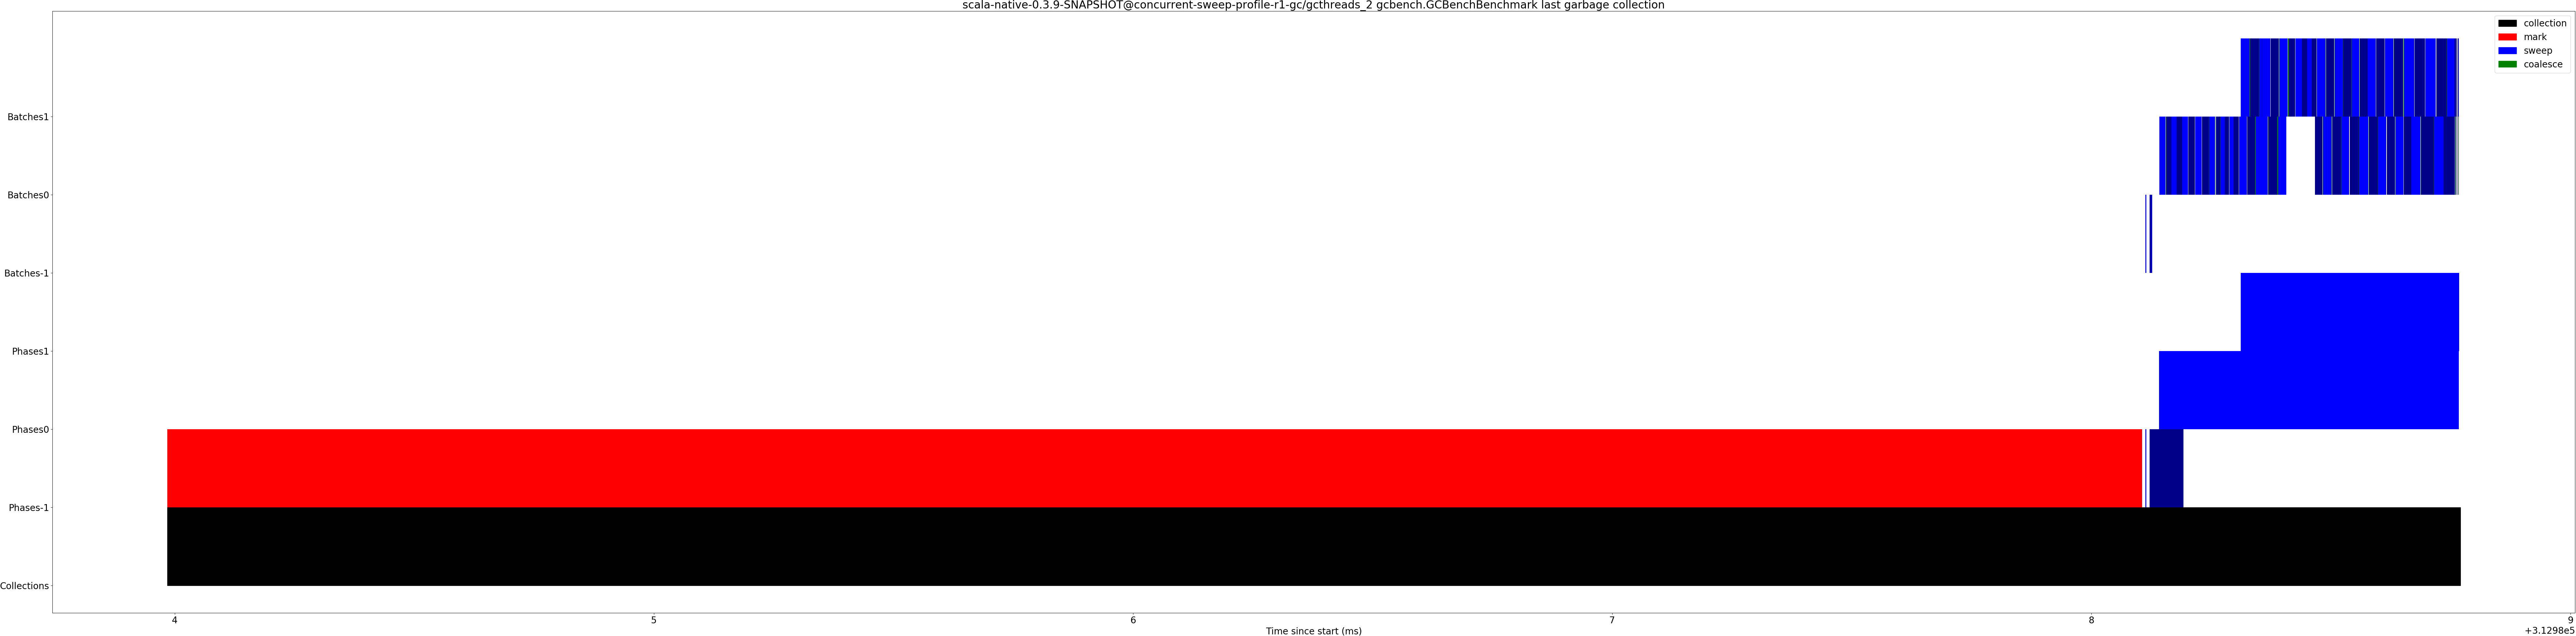 scala-native-0.3.9-SNAPSHOT@concurrent-sweep-profile-r1-gc/gcthreads_2 gcbench.GCBenchBenchmark last garbage collection
collection
mark
sweep
coalesce
Batches1
Batches0
Batches-1
Phases1
Phases0
Phases-1
Collections
4 5 6 7 8 9
Time since start (ms)
+3.1298e5